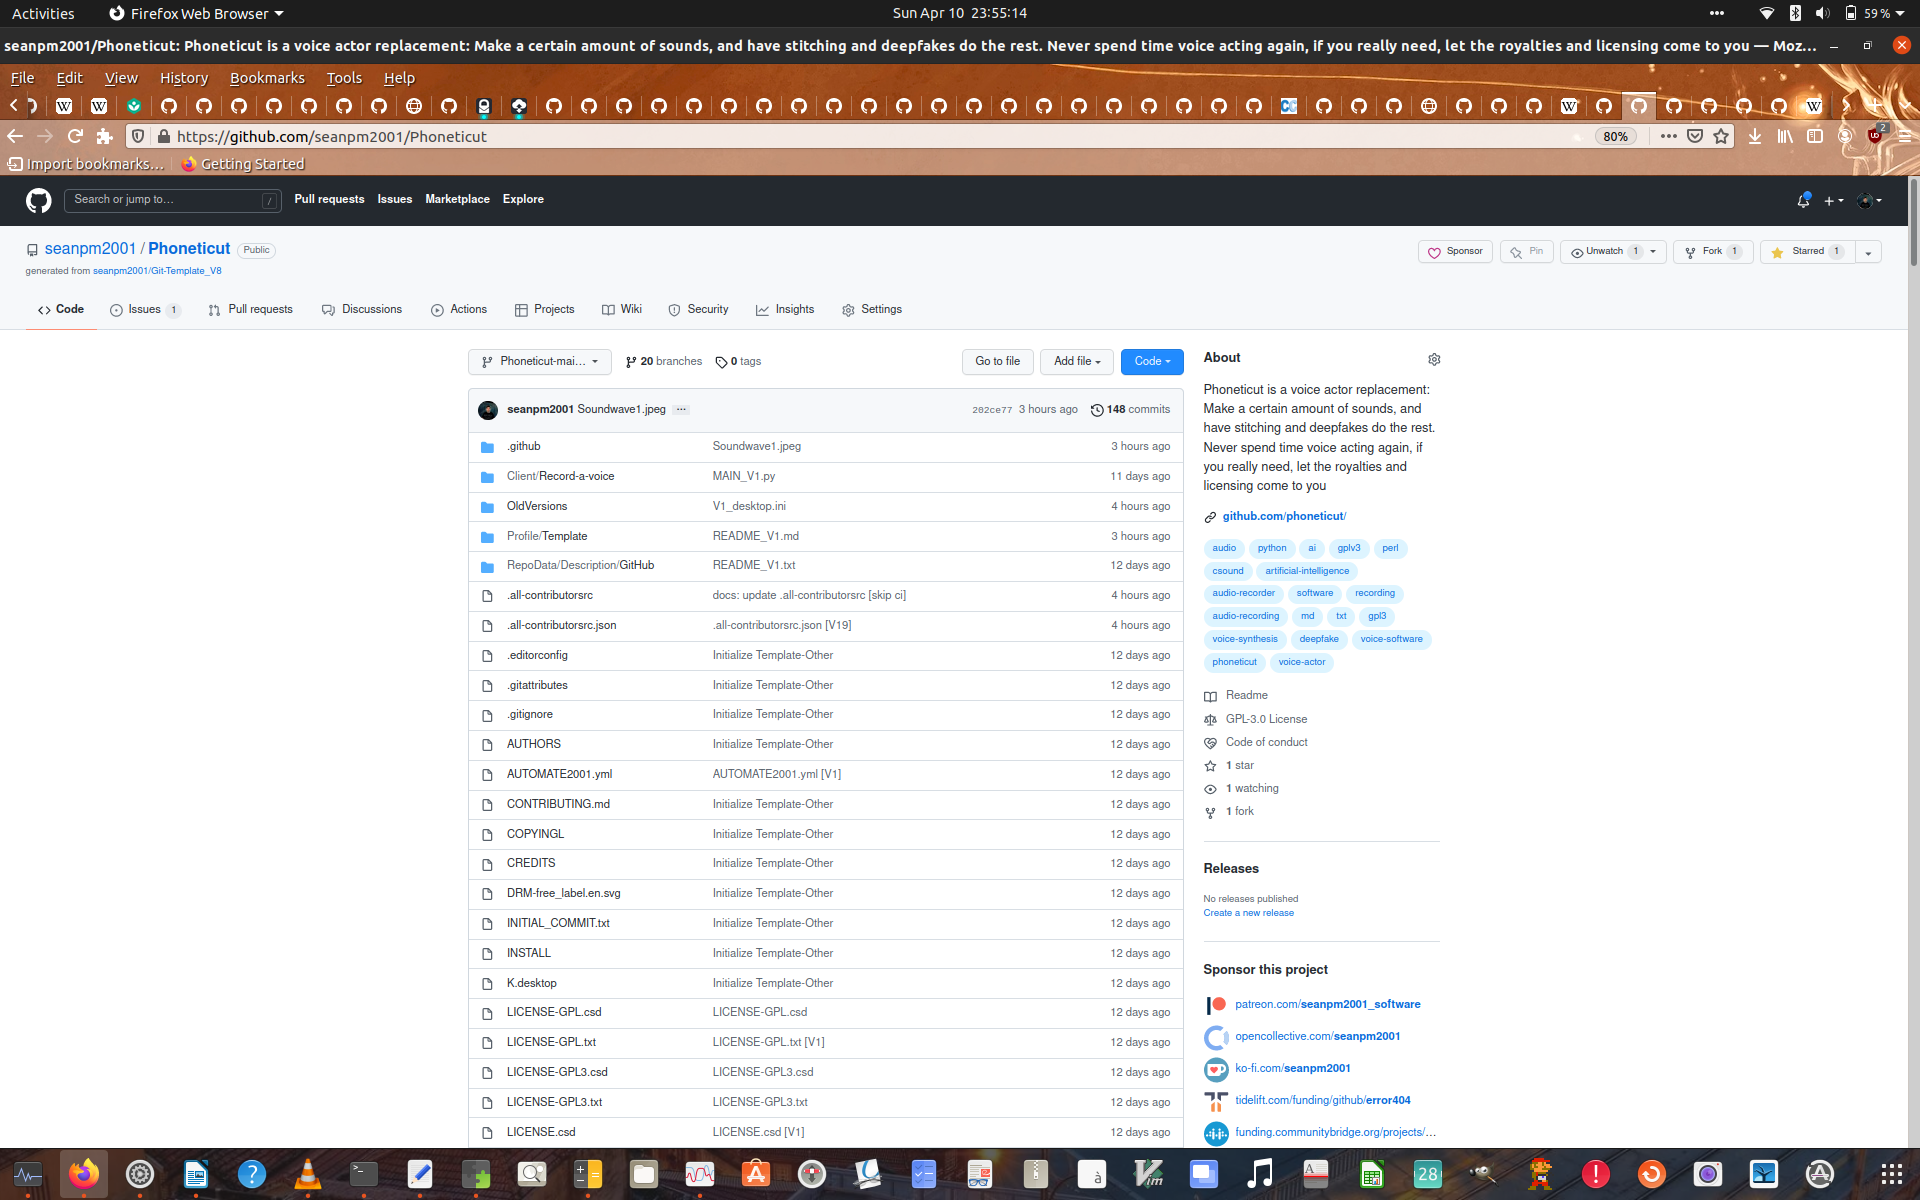 Activities
Firefox Web Browser
Sun Apr 10 23:55:14
59 %
seanpm2001/Phoneticut: Phoneticut is a voice actor replacement: Make a certain amount of sounds, and have stitching and deepfakes do the rest. Never spend time voice acting again, if you really need, let the royalties and licensing come to you — Moz...
File Edit View History Bookmarks Tools Help
https://github.com/seanpm2001/Phoneticut
80%
2
Import bookmarks...
Getting Started
Search or jump to...
/
Pull requests Issues Marketplace Explore
seanpm2001 / Phoneticut
Public
generated from seanpm2001/Git-Template_V8
Sponsor
Pin
Unwatch 1
Fork 1
Starred 1
Code
Issues 1
Pull requests
Discussions
Actions
Projects
Wiki
Security
Insights
Settings
Phoneticut-mai...
20 branches
0 tags
Go to file
Add file
Code
seanpm2001 Soundwave1.jpeg ...
202ce77 3 hours ago
148 commits
.github Soundwave1.jpeg 3 hours ago
Client/Record-a-voice MAIN_V1.py 11 days ago
OldVersions V1_desktop.ini 4 hours ago
Profile/Template README_V1.md 3 hours ago
RepoData/Description/GitHub README_V1.txt 12 days ago
.all-contributorsrc docs: update .all-contributorsrc [skip ci] 4 hours ago
.all-contributorsrc.json .all-contributorsrc.json [V19] 4 hours ago
.editorconfig Initialize Template-Other 12 days ago
.gitattributes Initialize Template-Other 12 days ago
.gitignore Initialize Template-Other 12 days ago
AUTHORS Initialize Template-Other 12 days ago
AUTOMATE2001.yml AUTOMATE2001.yml [V1] 12 days ago
CONTRIBUTING.md Initialize Template-Other 12 days ago
COPYINGL Initialize Template-Other 12 days ago
CREDITS Initialize Template-Other 12 days ago
DRM-free_label.en.svg Initialize Template-Other 12 days ago
INITIAL_COMMIT.txt Initialize Template-Other 12 days ago
INSTALL Initialize Template-Other 12 days ago
K.desktop Initialize Template-Other 12 days ago
LICENSE-GPL.csd LICENSE-GPL.csd 12 days ago
LICENSE-GPL.txt LICENSE-GPL.txt [V1] 12 days ago
LICENSE-GPL3.csd LICENSE-GPL3.csd 12 days ago
LICENSE-GPL3.txt LICENSE-GPL3.txt 12 days ago
LICENSE.csd LICENSE.csd [V1] 12 days ago
About
Phoneticut is a voice actor replacement:
Make a certain amount of sounds, and
have stitching and deepfakes do the rest.
Never spend time voice acting again, if
you really need, let the royalties and
licensing come to you
github.com/phoneticut/
audio python ai gplv3 perl
csound artificial-intelligence
audio-recorder software recording
audio-recording md txt gpl3
voice-synthesis deepfake voice-software
phoneticut voice-actor
Readme
GPL-3.0 License
Code of conduct
1 star
1 watching
1 fork
Releases
No releases published
Create a new release
Sponsor this project
patreon.com/seanpm2001_software
opencollective.com/seanpm2001
ko-fi.com/seanpm2001
tidelift.com/funding/github/error404
funding.communitybridge.org/projects/...
28